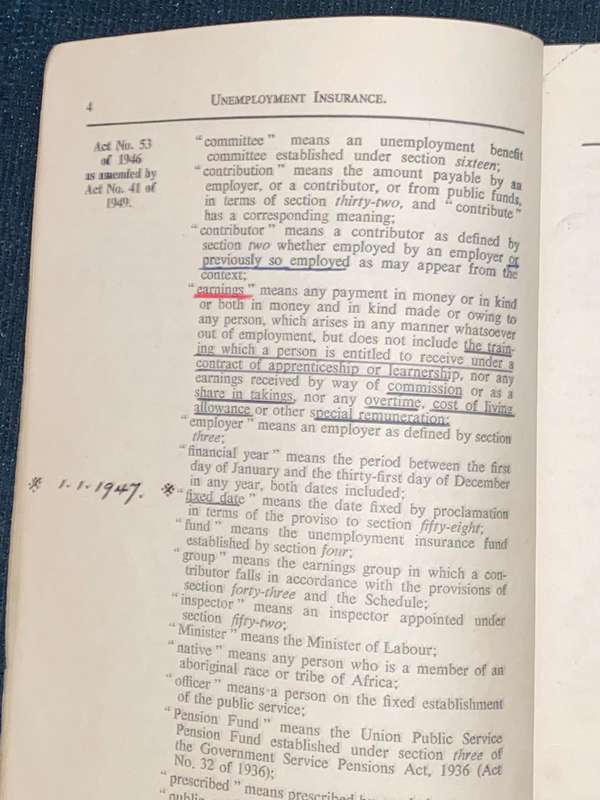 4
UNEMPLOYMENT INSURANCE.
Act No. 53
of 1946
as amended by
Act No. 41 of
1949.
"committee" means an unemployment benefit
committee established under section sixteen;
"contribution" means the amount payable by an
employer, or a contributor, or from public funds,
in terms of section thirty-two, and "contribute"
has a corresponding meaning;
"contributor" means a contributor as defined by
section two whether employed by an employer or
previously so employed as may appear from the
context;
"earnings" means any payment in money or in kind
or both in money and in kind made or owing to
any person, which arises in any manner whatsoever
out of employment, but does not include the train-
ing which a person is entitled to receive under a
contract of apprenticeship or learnership, nor any
earnings received by way of commission or as a
share in takings, nor any overtime, cost of living
allowance or other special remuneration;
"employer" means an employer as defined by section
three;
"financial year" means the period between the first
day of January and the thirty-first day of December
in any year, both dates included;
* 1.1.1947. * "fixed date" means the date fixed by proclamation
in terms of the proviso to section fifty-eight;
"fund" means the unemployment insurance fund
established by section four;
"group" means the earnings group in which a con-
tributor falls in accordance with the provisions of
section forty-three and the Schedule;
"inspector" means an inspector appointed under
section fifty-two;
"Minister" means the Minister of Labour;
"native" means any person who is a member of an
aboriginal race or tribe of Africa;
"officer" means a person on the fixed establishment
of the public service;
"Pension Fund" means the Union Public Service
Pension Fund established under section three of
the Government Service Pensions Act, 1936 (Act
No. 32 of 1936);
"prescribed" means prescribed by
"public